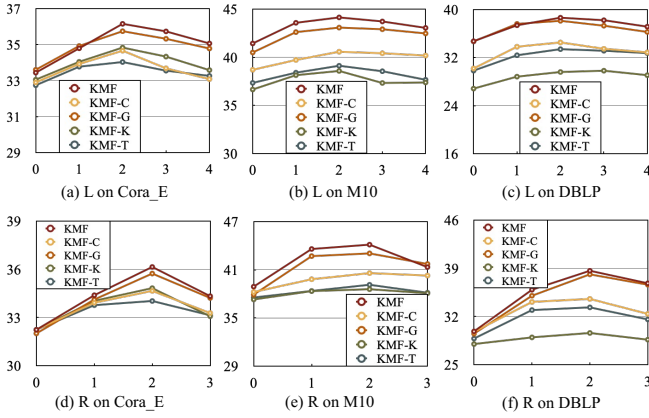 37
35
33
31
29
0 1 2 3 4
KMF
KMF-C
KMF-G
KMF-K
KMF-T
(a) L on Cora_E
45
40
35
30
0 1 2 3 4
KMF
KMF-C
KMF-G
KMF-K
KMF-T
(b) L on M10
40
32
24
16
0 1 2 3 4
KMF
KMF-C
KMF-G
KMF-K
KMF-T
(c) L on DBLP
39
36
33
30
0 1 2 3
KMF
KMF-C
KMF-G
KMF-K
KMF-T
(d) R on Cora_E
47
41
35
29
0 1 2 3
KMF
KMF-C
KMF-G
KMF-K
KMF-T
(e) R on M10
46
39
32
25
0 1 2 3
KMF
KMF-C
KMF-G
KMF-K
KMF-T
(f) R on DBLP